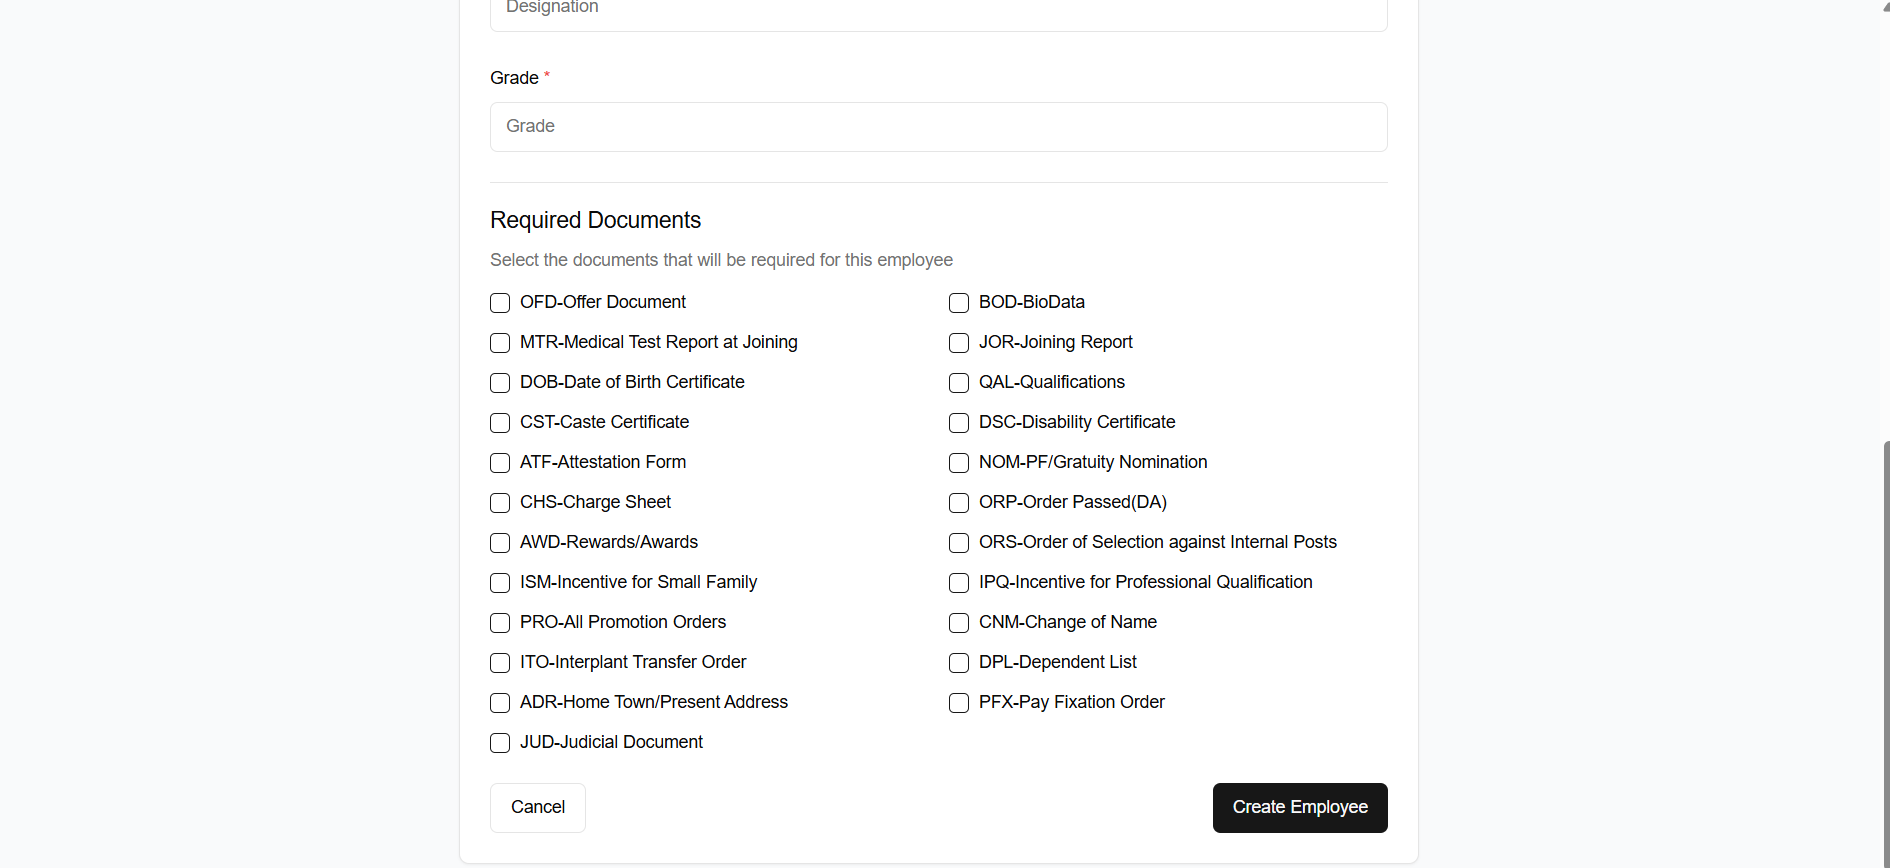 Designation
Grade *
Grade
Required Documents
Select the documents that will be required for this employee
OFD-Offer Document
BOD-BioData
MTR-Medical Test Report at Joining
JOR-Joining Report
DOB-Date of Birth Certificate
QAL-Qualifications
CST-Caste Certificate
DSC-Disability Certificate
ATF-Attestation Form
NOM-PF/Gratuity Nomination
CHS-Charge Sheet
ORP-Order Passed(DA)
AWD-Rewards/Awards
ORS-Order of Selection against Internal Posts
ISM-Incentive for Small Family
IPQ-Incentive for Professional Qualification
PRO-All Promotion Orders
CNM-Change of Name
ITO-Interplant Transfer Order
DPL-Dependent List
ADR-Home Town/Present Address
PFX-Pay Fixation Order
JUD-Judicial Document
Cancel
Create Employee